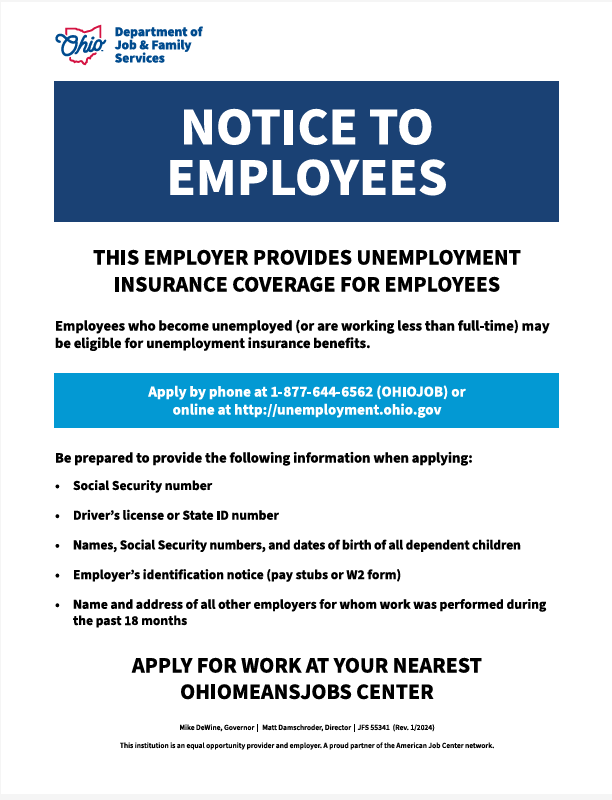 Ohio
Department of
Job & Family
Services
NOTICE TO
EMPLOYEES
THIS EMPLOYER PROVIDES UNEMPLOYMENT
INSURANCE COVERAGE FOR EMPLOYEES
Employees who become unemployed (or are working less than full-time) may
be eligible for unemployment insurance benefits.
Apply by phone at 1-877-644-6562 (OHIOJOB) or
online at http://unemployment.ohio.gov
Be prepared to provide the following information when applying:
• Social Security number
• Driver's license or State ID number
• Names, Social Security numbers, and dates of birth of all dependent children
• Employer's identification notice (pay stubs or W2 form)
• Name and address of all other employers for whom work was performed during
the past 18 months
APPLY FOR WORK AT YOUR NEAREST
OHIOMEANSJOBS CENTER
Mike DeWine, Governor | Matt Damschroder, Director | JFS 55341 (Rev. 1/2024)
This institution is an equal opportunity provider and employer. A proud partner of the American Job Center network.